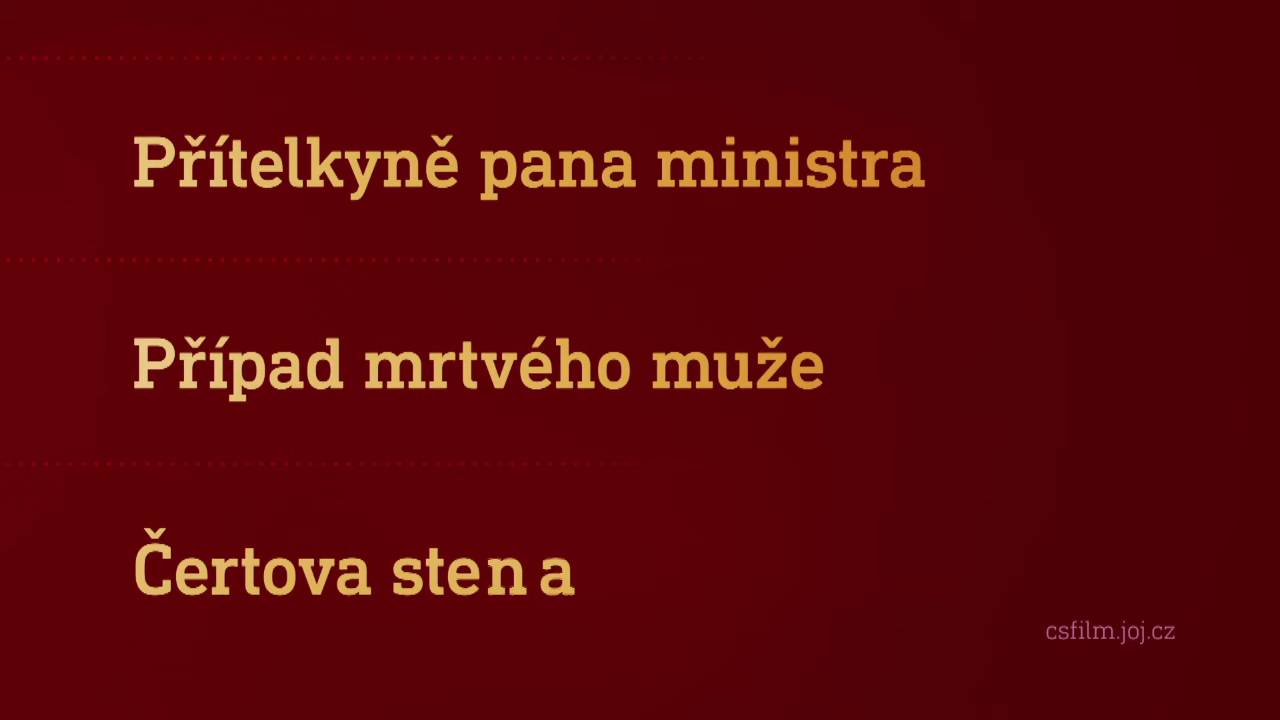 Přítelkyně pana ministra
Případ mrtvého muže
Čertova stena
csfilm.joj.cz